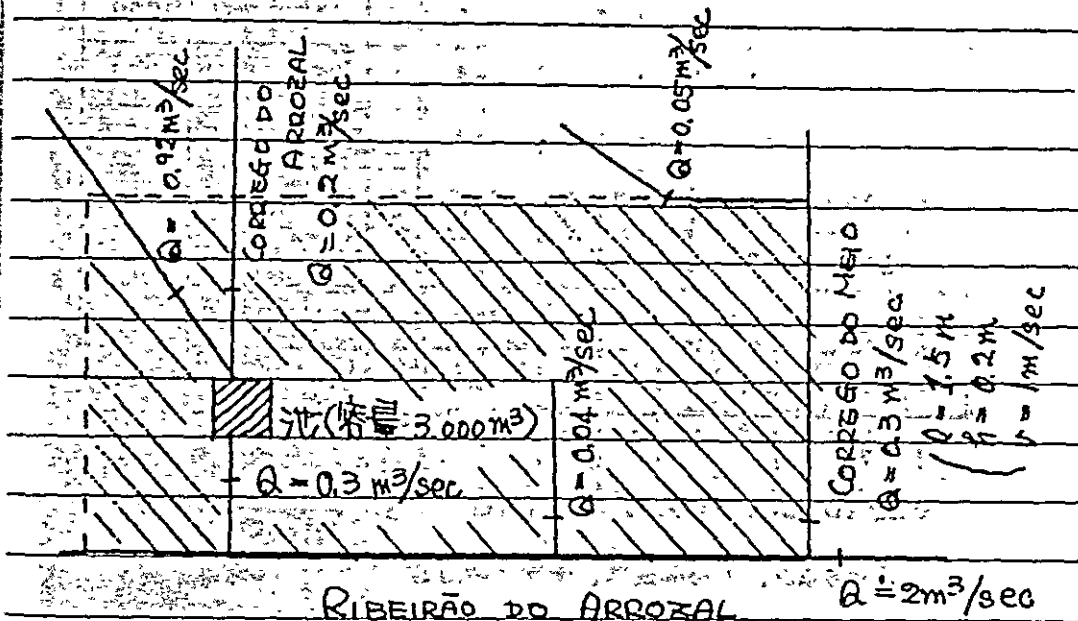 Q = 0.92 m³/sec
CORREGO DO
ARROZAL
Q = 0.2 m³/sec
Q = 0.05 m³/sec
池(容量 3.000 m³)
Q = 0.3 m³/sec
Q = 0.04 m³/sec
CORREGO DO MEIO
Q = 0.3 m³/sec
= 1.5 m
h = 0.2 m
v = 1 m/sec
RIBEIRÃO DO ARROZAL
Q ≒ 2m³/sec